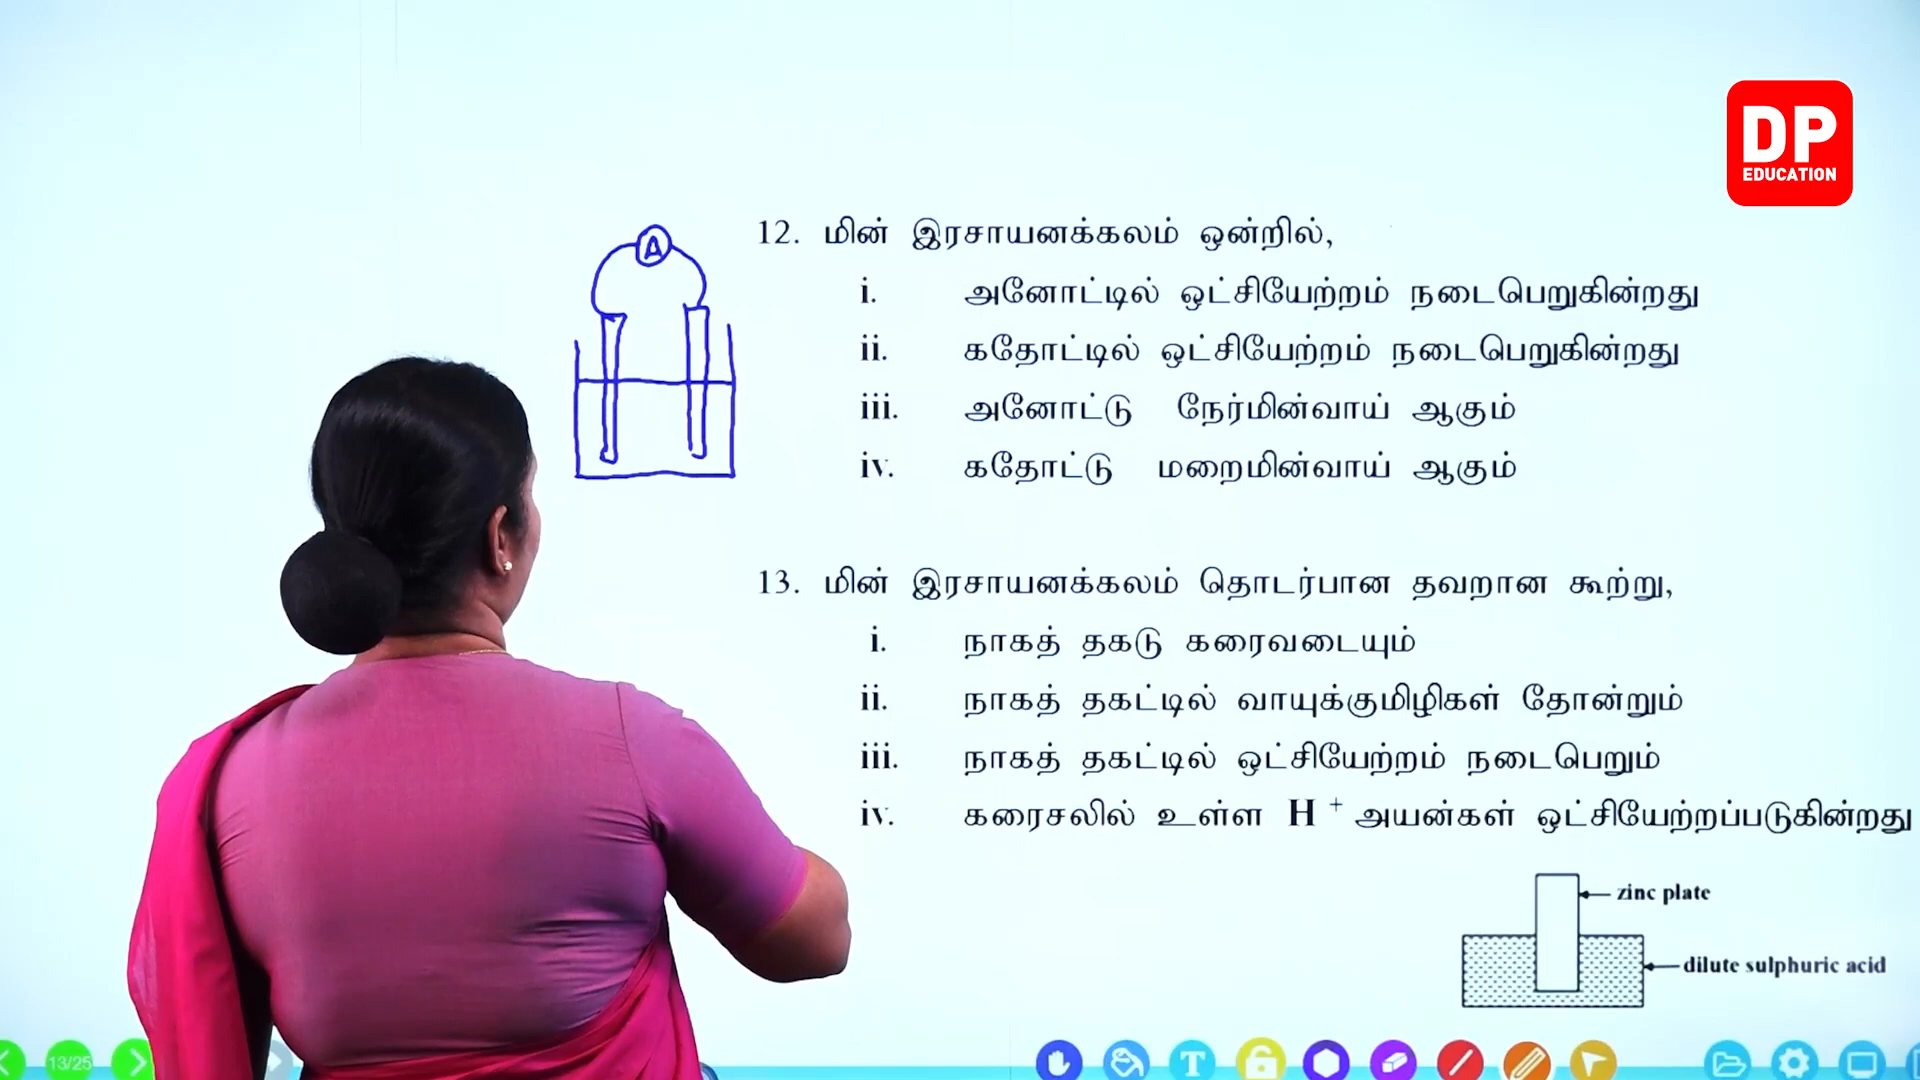 DP
EDUCATION
A
12. மின் இரசாயனக்கலம் ஒன்றில்,
i. அனோட்டில் ஒட்சியேற்றம் நடைபெறுகின்றது
ii. கதோட்டில் ஒட்சியேற்றம் நடைபெறுகின்றது
iii. அனோட்டு நேர்மின்வாய் ஆகும்
iv. கதோட்டு மறைமின்வாய் ஆகும்
13. மின் இரசாயனக்கலம் தொடர்பான தவறான கூற்று,
i. நாகத் தகடு கரைவடையும்
ii. நாகத் தகட்டில் வாயுக்குமிழிகள் தோன்றும்
iii. நாகத் தகட்டில் ஒட்சியேற்றம் நடைபெறும்
iv. கரைசலில் உள்ள H + அயன்கள் ஒட்சியேற்றப்படுகின்றது
zinc plate
dilute sulphuric acid
13/25
T